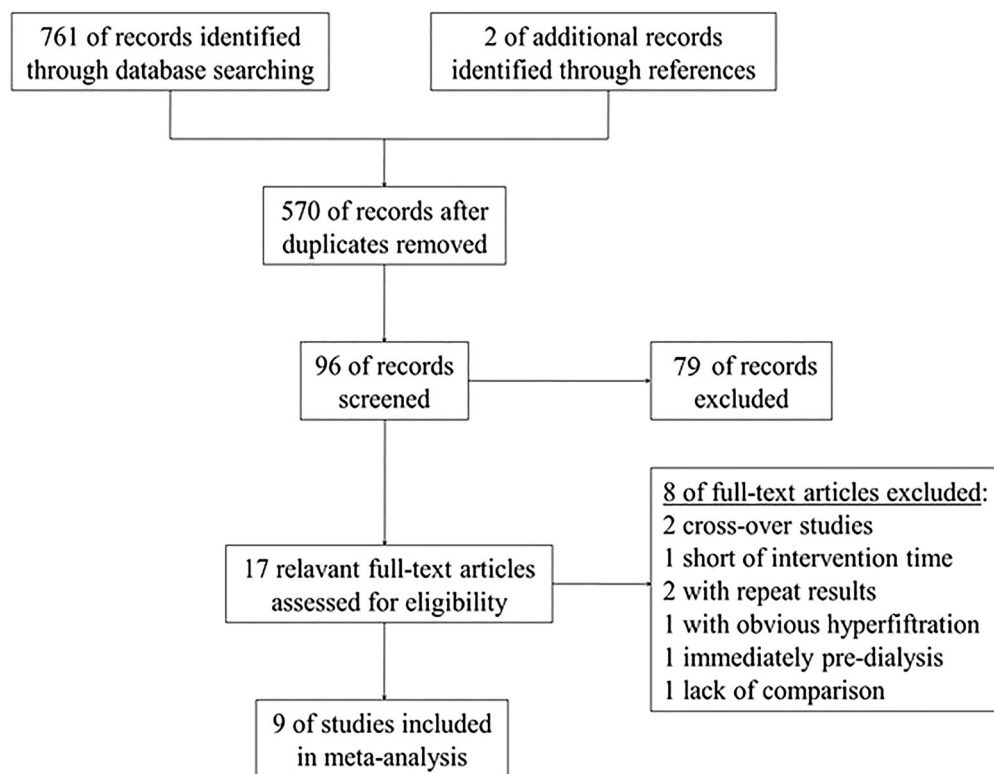 761 of records identified
through database searching
2 of additional records
identified through references
570 of records after
duplicates removed
96 of records
screened
79 of records
excluded
8 of full-text articles excluded:
2 cross-over studies
1 short of intervention time
2 with repeat results
1 with obvious hyperfiftration
1 immediately pre-dialysis
1 lack of comparison
17 relavant full-text articles
assessed for eligibility
9 of studies included
in meta-analysis